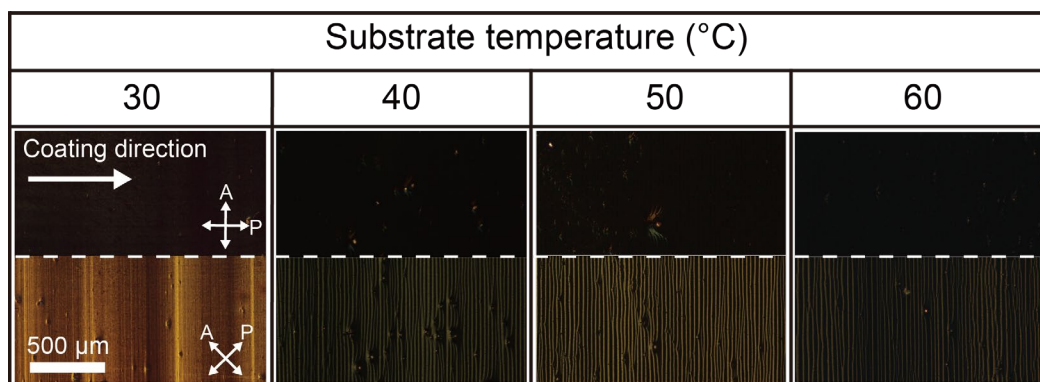 Substrate temperature (°C)
30 40 50 60
Coating direction
A
P
A P
500 µm